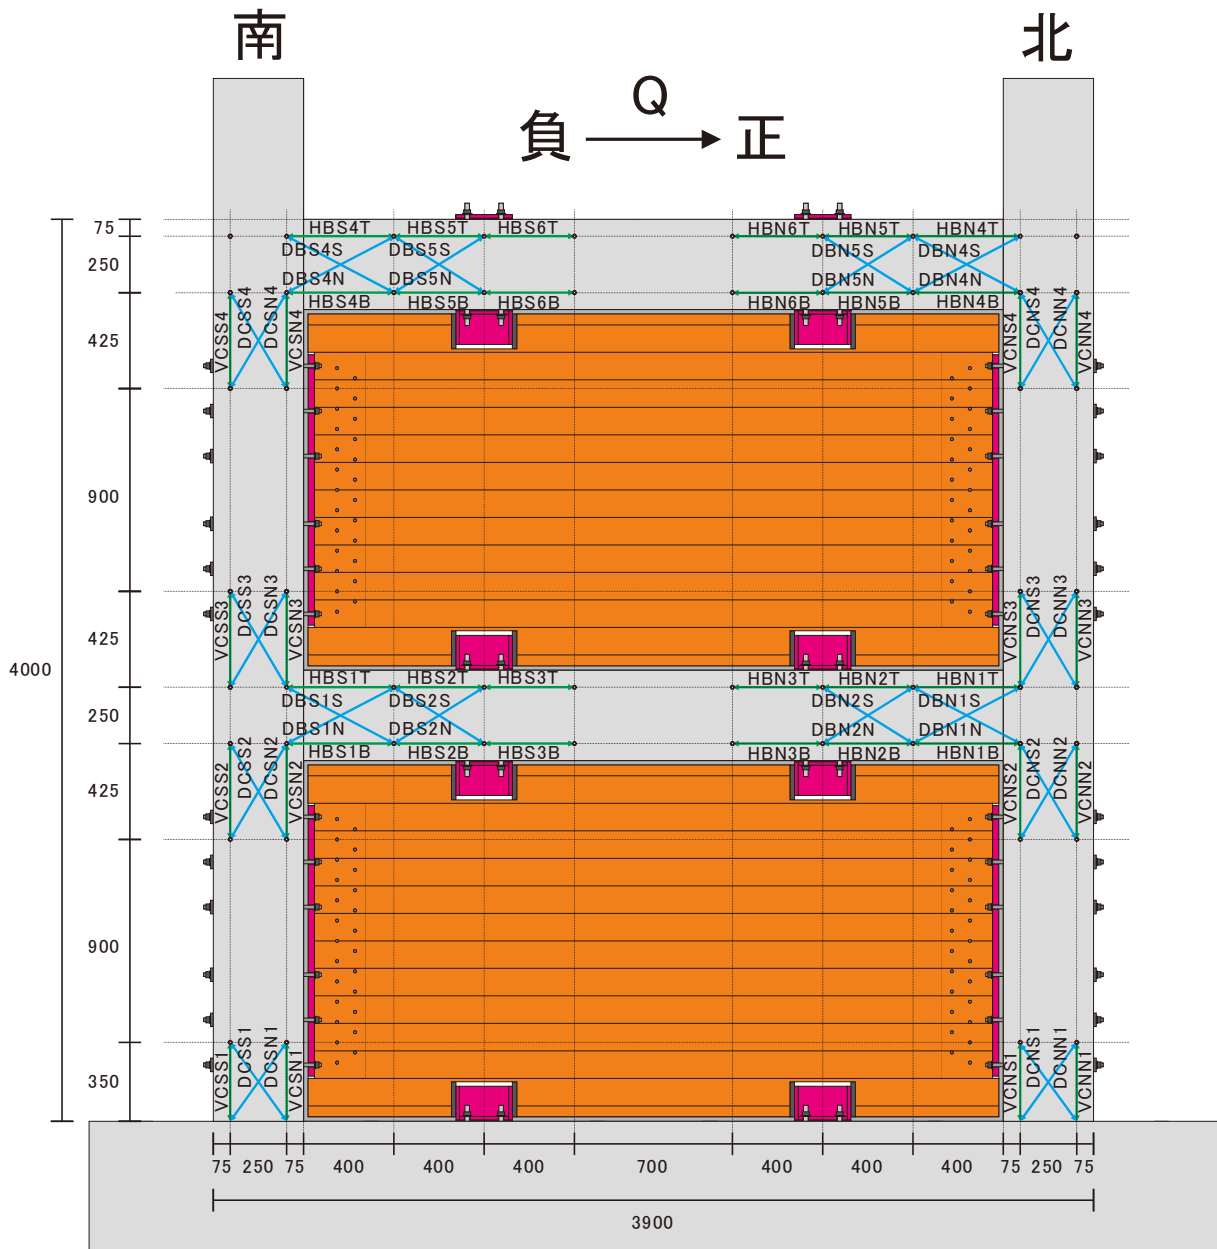 南
北
Q
負
正
75
HBS4T
HBS5T
HBS6T
HBN6T
HBN5T
HBN4T
250
DBS4S
DBS5S
DBN5S
DBN4S
DBS4N
DBS5N
DBN5N
DBN4N
HBS4B
HBS5B
HBS6B
HBN6B
HBN5B
HBN4B
425
VCSS4
DCSS4
DCSN4
VCSN4
VCNS4
DCNS4
DCNN4
VCNN4
900
4000
425
VCSS3
DCSS3
DCSN3
VCSN3
VCNS3
DCNS3
DCNN3
VCNN3
HBS1T
HBS2T
HBS3T
HBN3T
HBN2T
HBN1T
250
DBS1S
DBS2S
DBN2S
DBN1S
DBS1N
DBS2N
DBN2N
DBN1N
HBS1B
HBS2B
HBS3B
HBN3B
HBN2B
HBN1B
425
VCSS2
DCSS2
DCSN2
VCSN2
VCNS2
DCNS2
DCNN2
VCNN2
900
350
VCSS1
DCSS1
DCSN1
VCSN1
VCNS1
DCNS1
DCNN1
VCNN1
75 250 75 400 400 400 700 400 400 400 75 250 75
3900